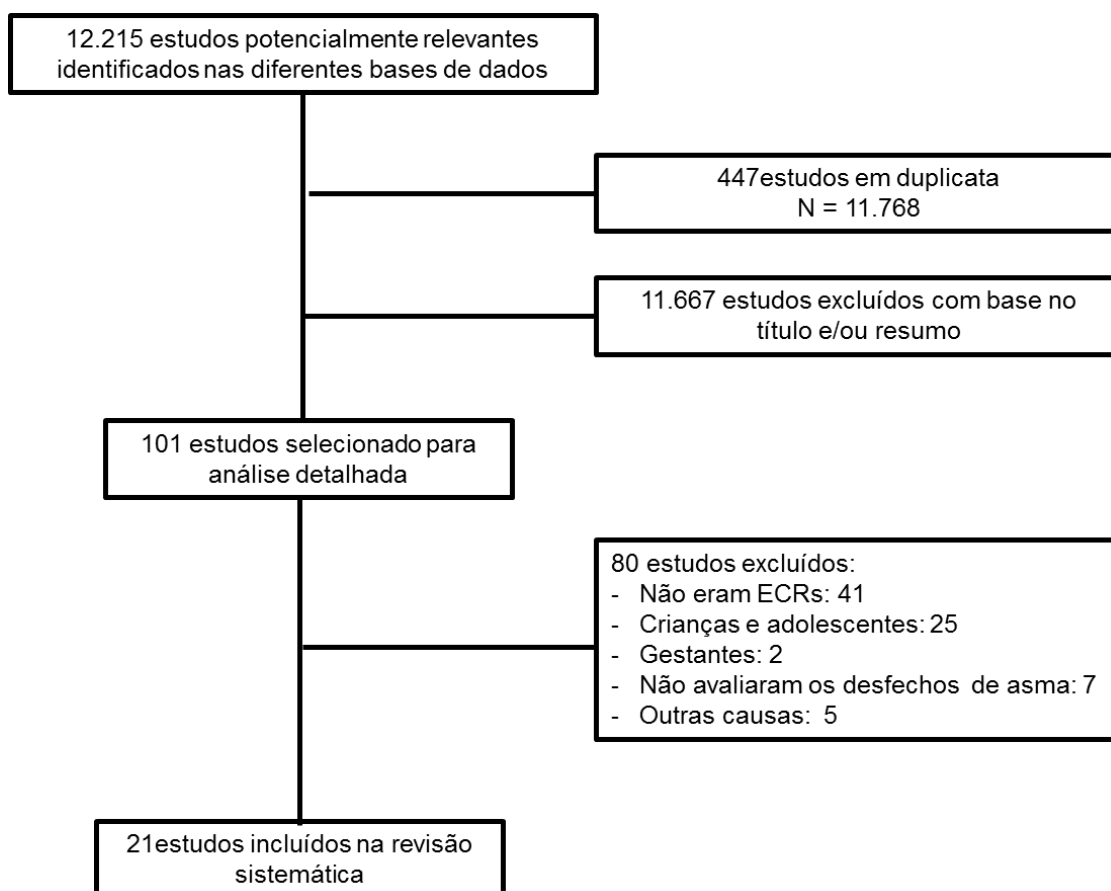 12.215 estudos potencialmente relevantes
identificados nas diferentes bases de dados
447estudos em duplicata
N = 11.768
11.667 estudos excluídos com base no
título e/ou resumo
101 estudos selecionado para
análise detalhada
80 estudos excluídos:
- Não eram ECRs: 41
- Crianças e adolescentes: 25
- Gestantes: 2
- Não avaliaram os desfechos de asma: 7
- Outras causas: 5
21estudos incluídos na revisão
sistemática